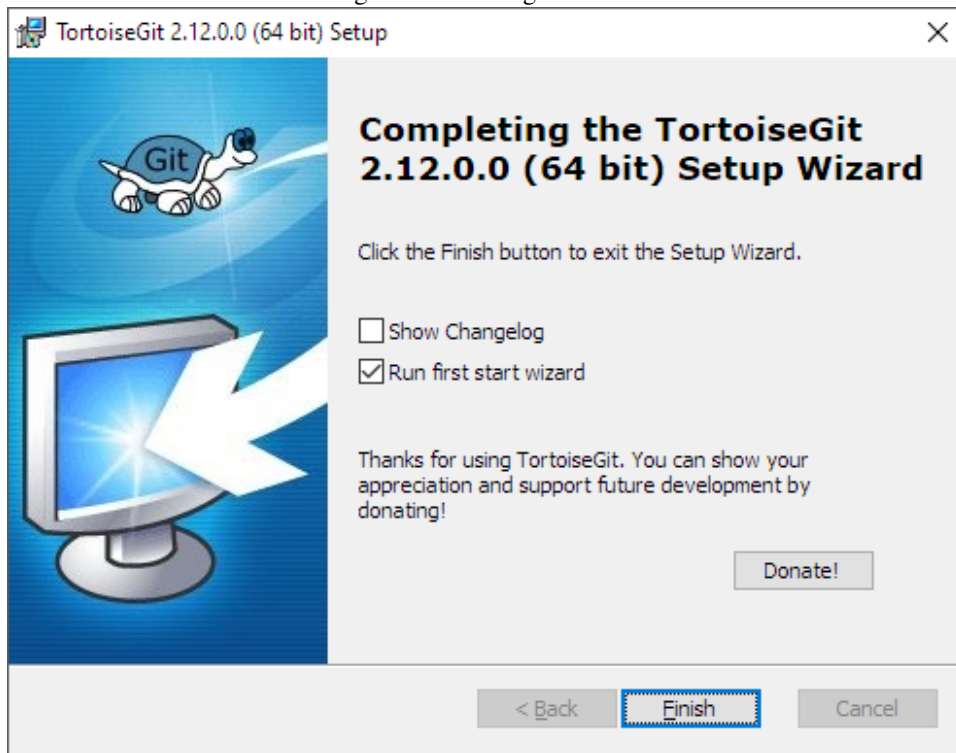 TortoiseGit 2.12.0.0 (64 bit) Setup
Git
Completing the TortoiseGit
2.12.0.0 (64 bit) Setup Wizard
Click the Finish button to exit the Setup Wizard.
Show Changelog
Run first start wizard
Thanks for using TortoiseGit. You can show your
appreciation and support future development by
donating!
Donate!
< Back
Finish
Cancel